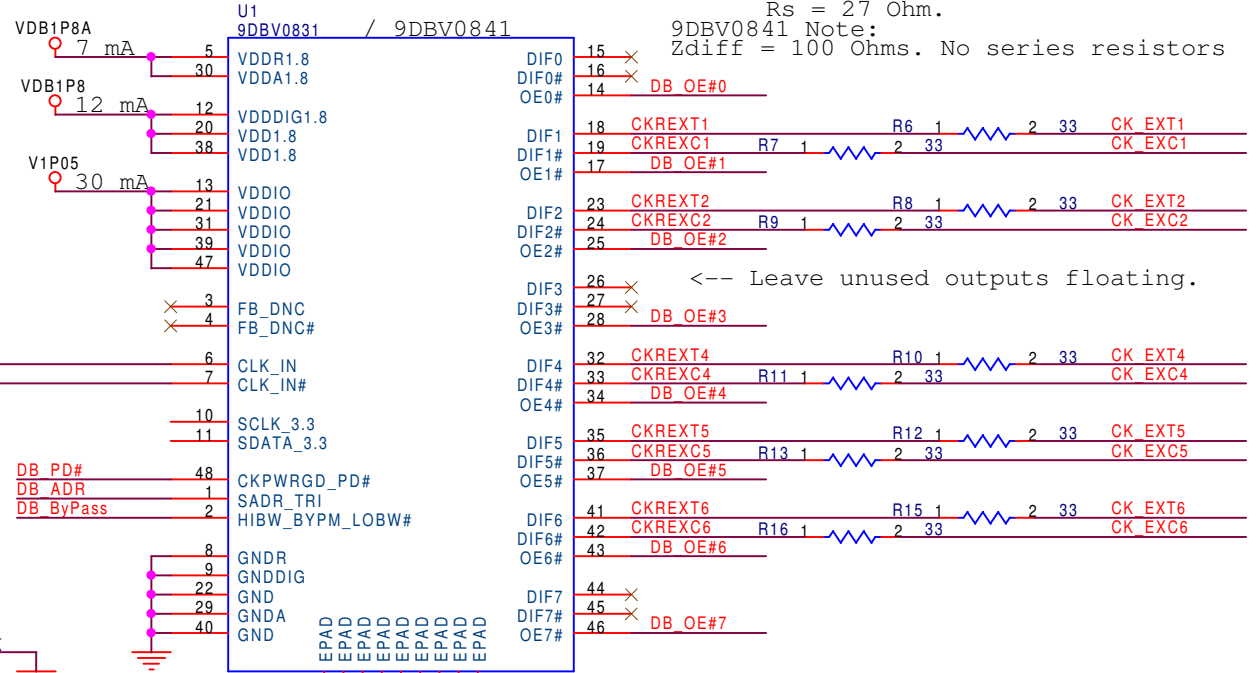 U1
9DBV0831 / 9DBV0841
Rs = 27 Ohm.
9DBV0841 Note:
Zdiff = 100 Ohms. No series resistors
VDB1P8A
7 mA
5 VDDR1.8
30 VDDA1.8
VDB1P8
12 mA
12 VDDDIG1.8
20 VDD1.8
38 VDD1.8
V1P05
30 mA
13 VDDIO
21 VDDIO
31 VDDIO
39 VDDIO
47 VDDIO
3 FB_DNC
4 FB_DNC#
6 CLK_IN
7 CLK_IN#
10 SCLK_3.3
11 SDATA_3.3
DB_PD# 48 CKPWRGD_PD#
DB_ADR 1 SADR_TRI
DB_ByPass 2 HIBW_BYPM_LOBW#
8 GNDR
9 GNDDIG
22 GND
29 GNDA
40 GND
EPAD EPAD EPAD EPAD EPAD EPAD EPAD EPAD EPAD
DIF0 15
DIF0# 16
OE0# 14 DB_OE#0
DIF1 18 CKREXT1 R6 1 2 33 CK_EXT1
DIF1# 19 CKREXC1 R7 1 2 33 CK_EXC1
OE1# 17 DB_OE#1
DIF2 23 CKREXT2 R8 1 2 33 CK_EXT2
DIF2# 24 CKREXC2 R9 1 2 33 CK_EXC2
OE2# 25 DB_OE#2
<-- Leave unused outputs floating.
DIF3 26
DIF3# 27
OE3# 28 DB_OE#3
DIF4 32 CKREXT4 R10 1 2 33 CK_EXT4
DIF4# 33 CKREXC4 R11 1 2 33 CK_EXC4
OE4# 34 DB_OE#4
DIF5 35 CKREXT5 R12 1 2 33 CK_EXT5
DIF5# 36 CKREXC5 R13 1 2 33 CK_EXC5
OE5# 37 DB_OE#5
DIF6 41 CKREXT6 R15 1 2 33 CK_EXT6
DIF6# 42 CKREXC6 R16 1 2 33 CK_EXC6
OE6# 43 DB_OE#6
DIF7 44
DIF7# 45
OE7# 46 DB_OE#7